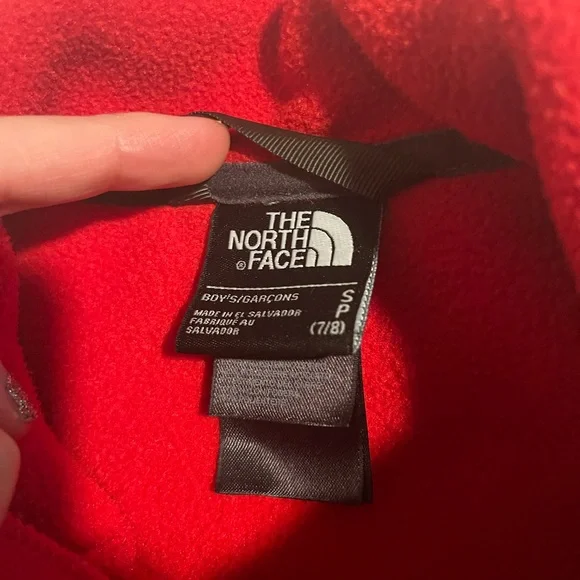 THE
NORTH
®FACE
BOY'S/GARÇONS
MADE IN EL SALVADOR
FABRIQUÉ AU
SALVADOR
S
P
(7/8)